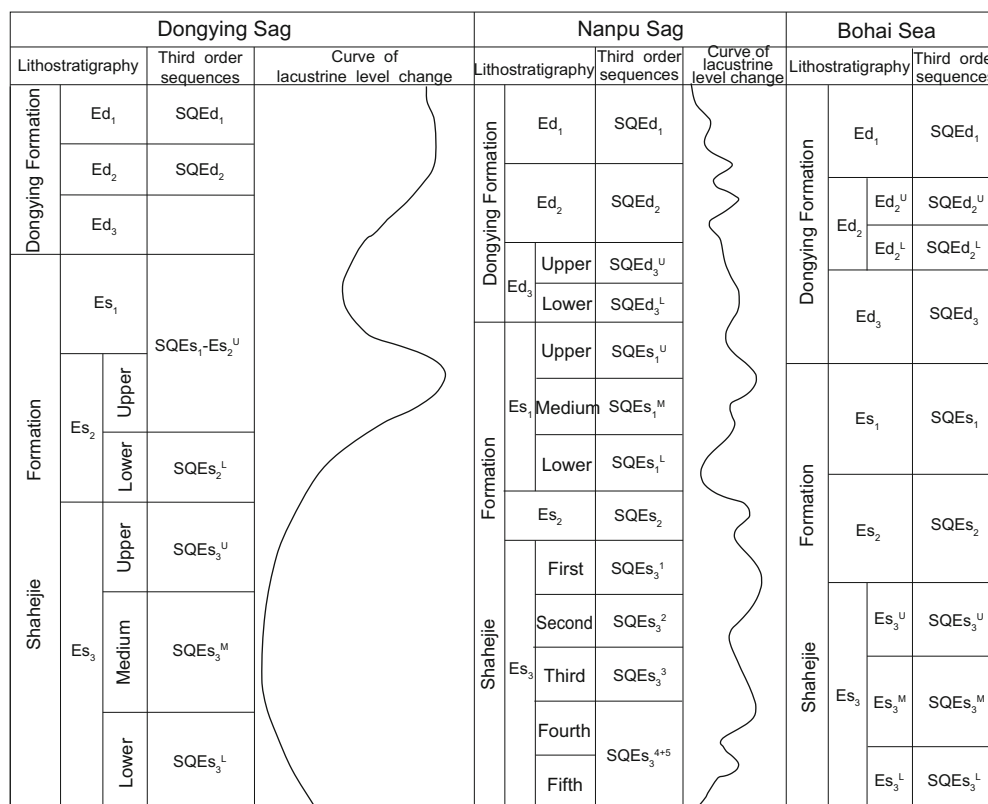 Dongying Sag
Nanpu Sag
Bohai Sea
Lithostratigraphy
Third order
sequences
Curve of
lacustrine level change
Lithostratigraphy
Third order
sequences
Curve of
lacustrine
level change
Lithostratigraphy
Third order
sequences
Dongying Formation
Ed₁
SQEd₁
Ed₂
SQEd₂
Ed₃
Shahejie Formation
Es₁
SQEs₁-Es₂ᵁ
Es₂
Upper
Lower
SQEs₂ᴸ
Es₃
Upper
SQEs₃ᵁ
Medium
SQEs₃ᴹ
Lower
SQEs₃ᴸ
Dongying Formation
Ed₁
SQEd₁
Ed₂
SQEd₂
Ed₃
Upper
SQEd₃ᵁ
Lower
SQEd₃ᴸ
Shahejie Formation
Es₁
Upper
SQEs₁ᵁ
Medium
SQEs₁ᴹ
Lower
SQEs₁ᴸ
Es₂
SQEs₂
Es₃
First
SQEs₃¹
Second
SQEs₃²
Third
SQEs₃³
Fourth
SQEs₃⁴⁺⁵
Fifth
Dongying Formation
Ed₁
SQEd₁
Ed₂
Ed₂ᵁ
SQEd₂ᵁ
Ed₂ᴸ
SQEd₂ᴸ
Ed₃
SQEd₃
Shahejie Formation
Es₁
SQEs₁
Es₂
SQEs₂
Es₃
Es₃ᵁ
SQEs₃ᵁ
Es₃ᴹ
SQEs₃ᴹ
Es₃ᴸ
SQEs₃ᴸ